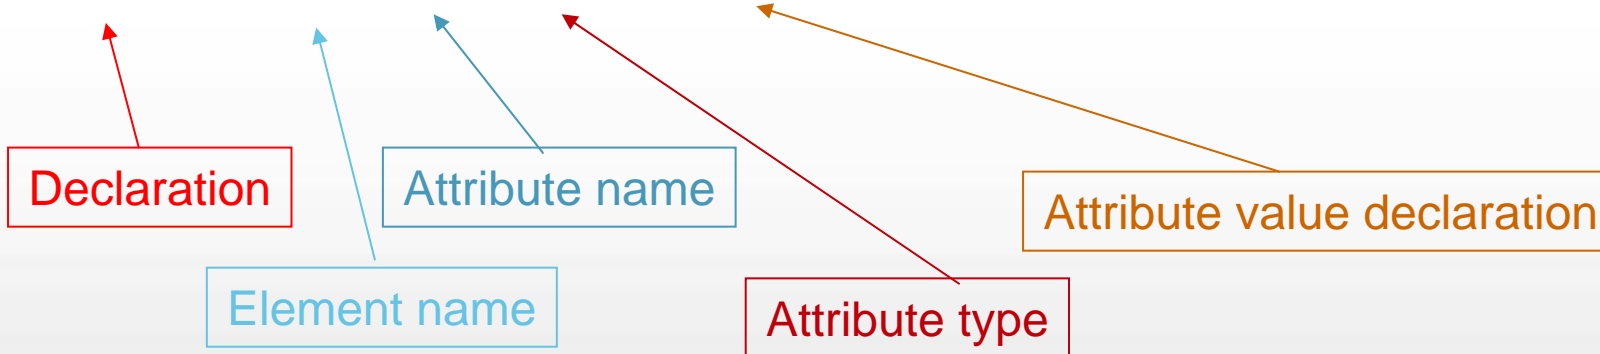 Declaration
Attribute name
Attribute value declaration
Element name
Attribute type